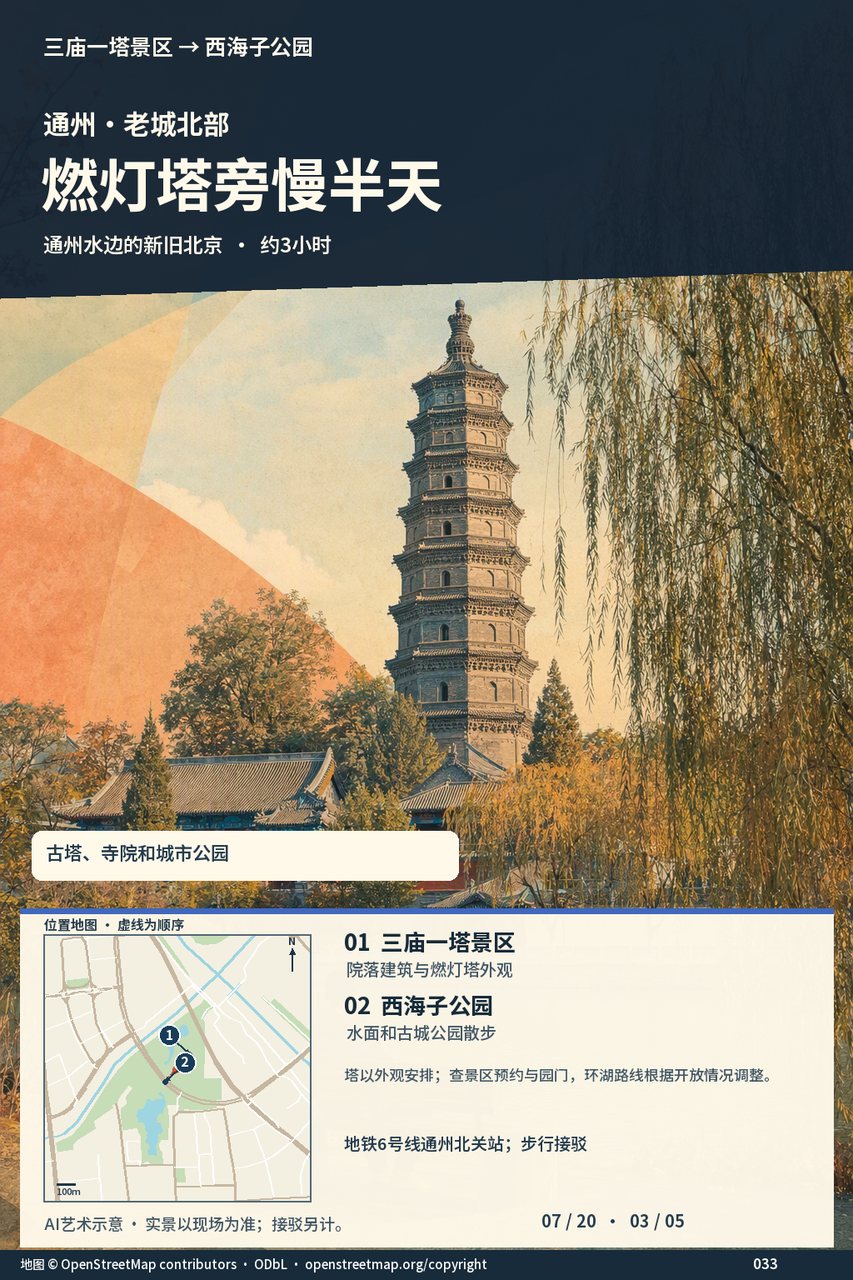 三庙一塔景区 → 西海子公园
通州·老城北部
燃灯塔旁慢半天
通州水边的新旧北京 · 约3小时
古塔、寺院和城市公园
位置地图 · 虚线为顺序
N
1
2
100m
01 三庙一塔景区
院落建筑与燃灯塔外观
02 西海子公园
水面和古城公园散步
塔以外观安排；查景区预约与园门，环湖路线根据开放情况调整。
地铁6号线通州北关站；步行接驳
AI艺术示意 · 实景以现场为准；接驳另计。
07 / 20 · 03 / 05
地图 © OpenStreetMap contributors · ODbL · openstreetmap.org/copyright
033